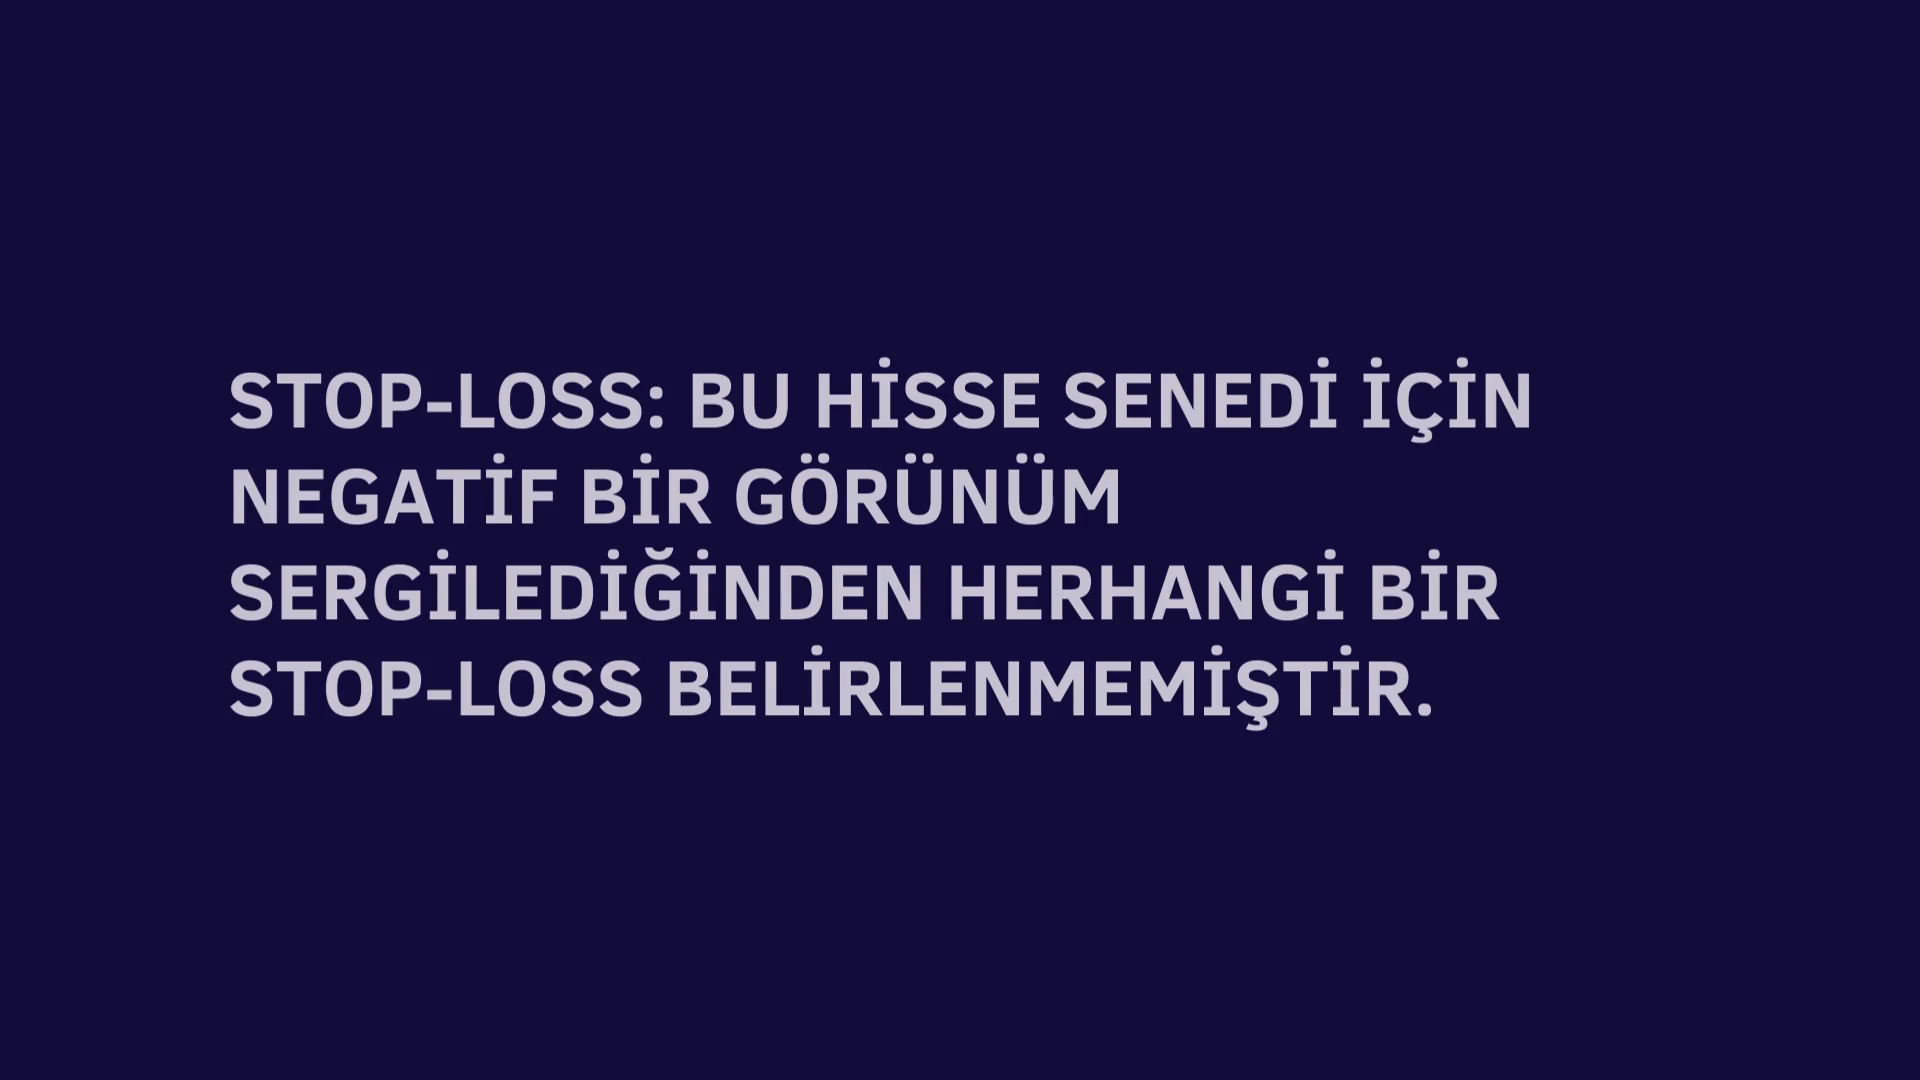 STOP-LOSS: BU HİSSE SENEDİ İÇİN
NEGATİF BİR GÖRÜNÜM
SERGİLEDİĞİNDEN HERHANGİ BİR
STOP-LOSS BELİRLENMEMİŞTİR.